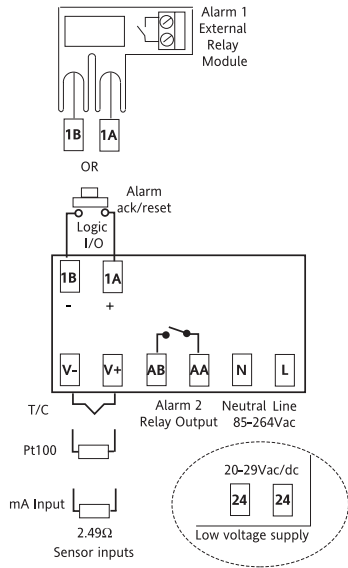 Alarm 1
External
Relay
Module
1B 1A
OR
Alarm
ack/reset
Logic
I/O
1B 1A
- +
V- V+ AB AA N L
T/C
Alarm 2
Relay Output
Neutral Line
85-264Vac
Pt100
20-29Vac/dc
24 24
Low voltage supply
mA Input
2.49Ω
Sensor inputs